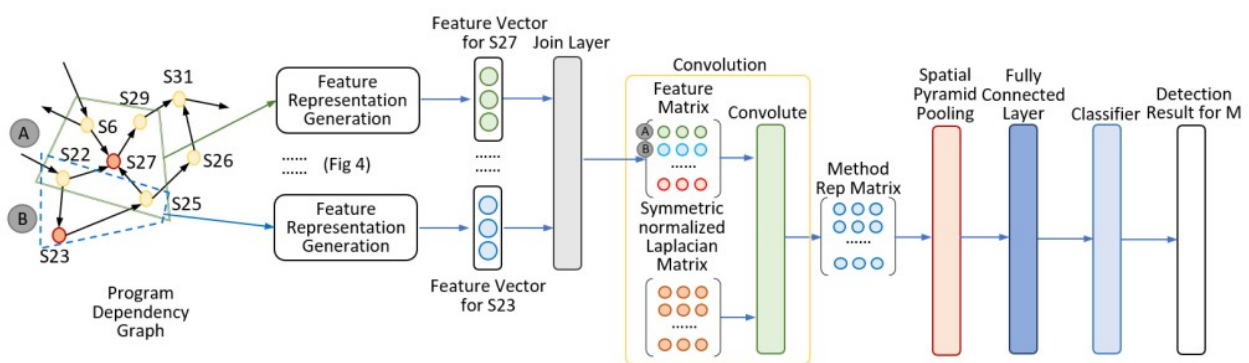 S31
S29
S6
A
S22
S27
S26
B
S25
S23
Program
Dependency
Graph
Feature
Representation
Generation
......
...... (Fig 4)
Feature
Representation
Generation
Feature Vector
for S27
......
......
Feature Vector
for S23
Join Layer
Convolution
Feature
Matrix
A
B
......
Symmetric
normalized
Laplacian
Matrix
......
Convolute
Method
Rep Matrix
......
Spatial
Pyramid
Pooling
Fully
Connected
Layer
Classifier
Detection
Result for M